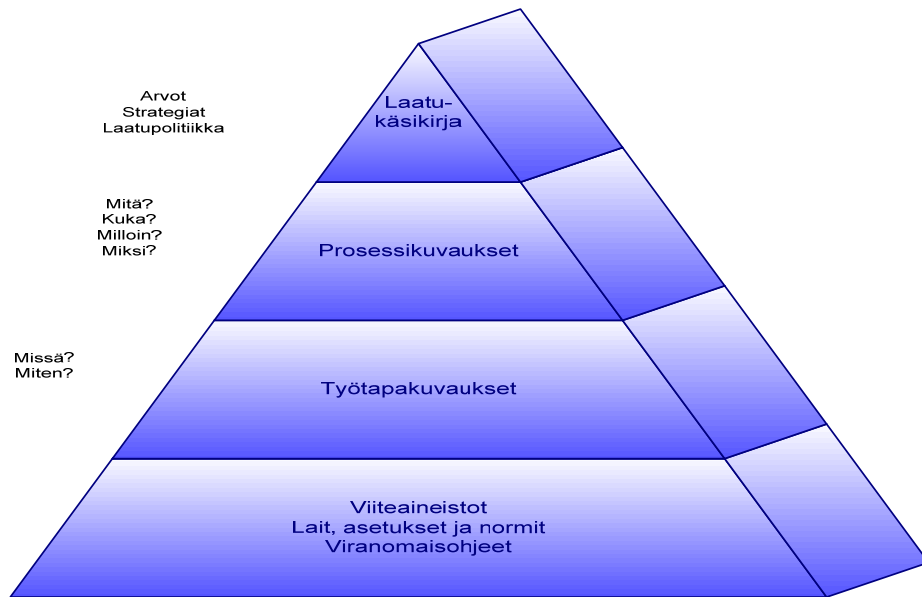 Arvot
Strategiat
Laatupolitiikka
Laatu-
käsikirja
Mitä?
Kuka?
Milloin?
Miksi?
Prosessikuvaukset
Missä?
Miten?
Työtapakuvaukset
Viiteaineistot
Lait, asetukset ja normit
Viranomaisohjeet